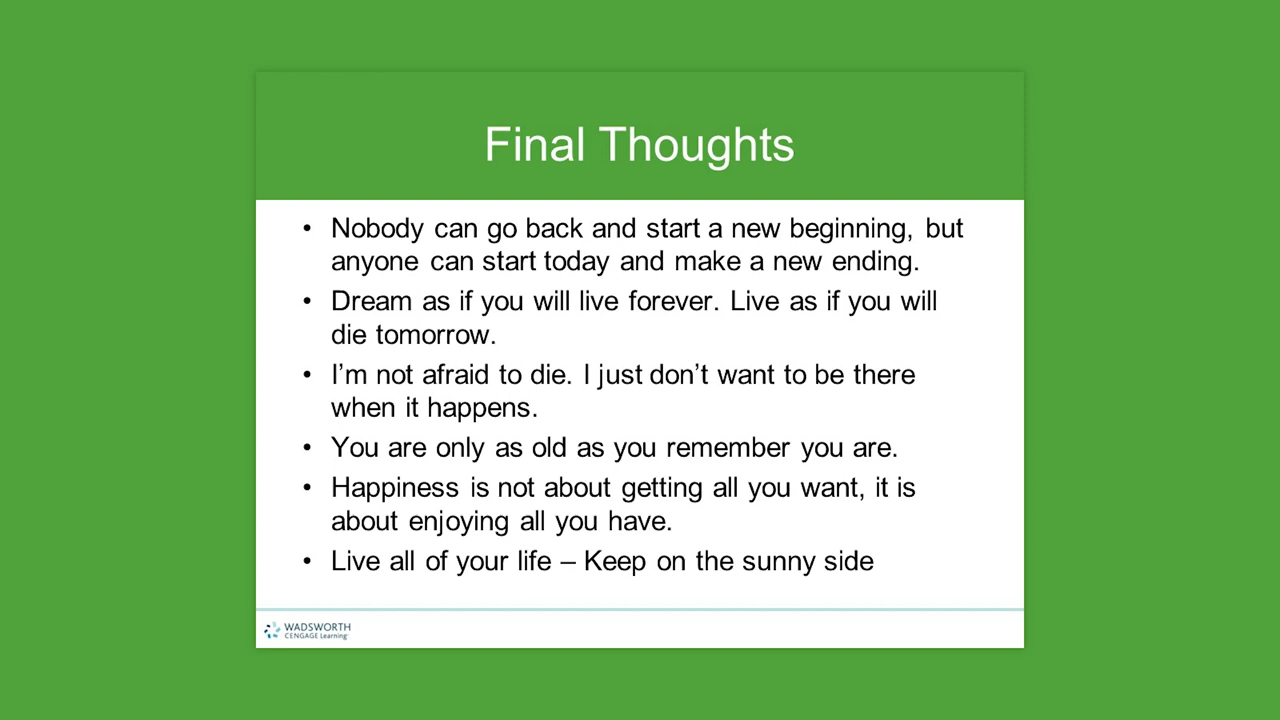 Final Thoughts
• Nobody can go back and start a new beginning, but
anyone can start today and make a new ending.
• Dream as if you will live forever. Live as if you will
die tomorrow.
• I’m not afraid to die. I just don’t want to be there
when it happens.
• You are only as old as you remember you are.
• Happiness is not about getting all you want, it is
about enjoying all you have.
• Live all of your life – Keep on the sunny side
WADSWORTH
CENGAGE Learning